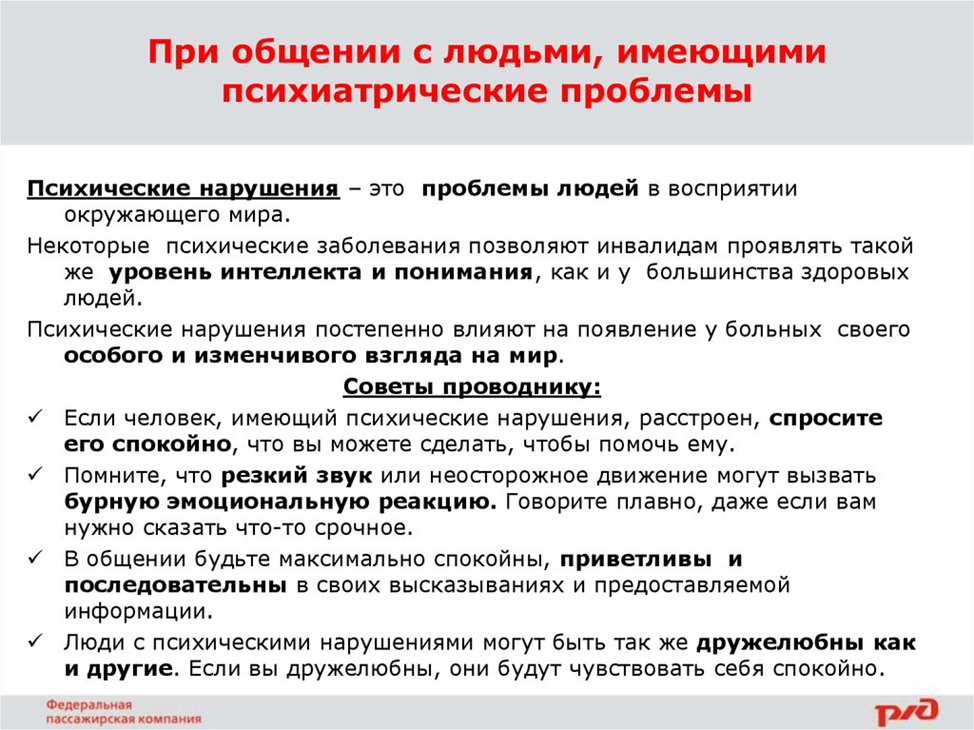 При общении с людьми, имеющими
психиатрические проблемы
Психические нарушения – это проблемы людей в восприятии
окружающего мира.
Некоторые психические заболевания позволяют инвалидам проявлять такой
же уровень интеллекта и понимания, как и у большинства здоровых
людей.
Психические нарушения постепенно влияют на появление у больных своего
особого и изменчивого взгляда на мир.
Советы проводнику:
✓ Если человек, имеющий психические нарушения, расстроен, спросите
его спокойно, что вы можете сделать, чтобы помочь ему.
✓ Помните, что резкий звук или неосторожное движение могут вызвать
бурную эмоциональную реакцию. Говорите плавно, даже если вам
нужно сказать что-то срочное.
✓ В общении будьте максимально спокойны, приветливы и
последовательны в своих высказываниях и предоставляемой
информации.
✓ Люди с психическими нарушениями могут быть так же дружелюбны как
и другие. Если вы дружелюбны, они будут чувствовать себя спокойно.
Федеральная
пассажирская компания
ржд